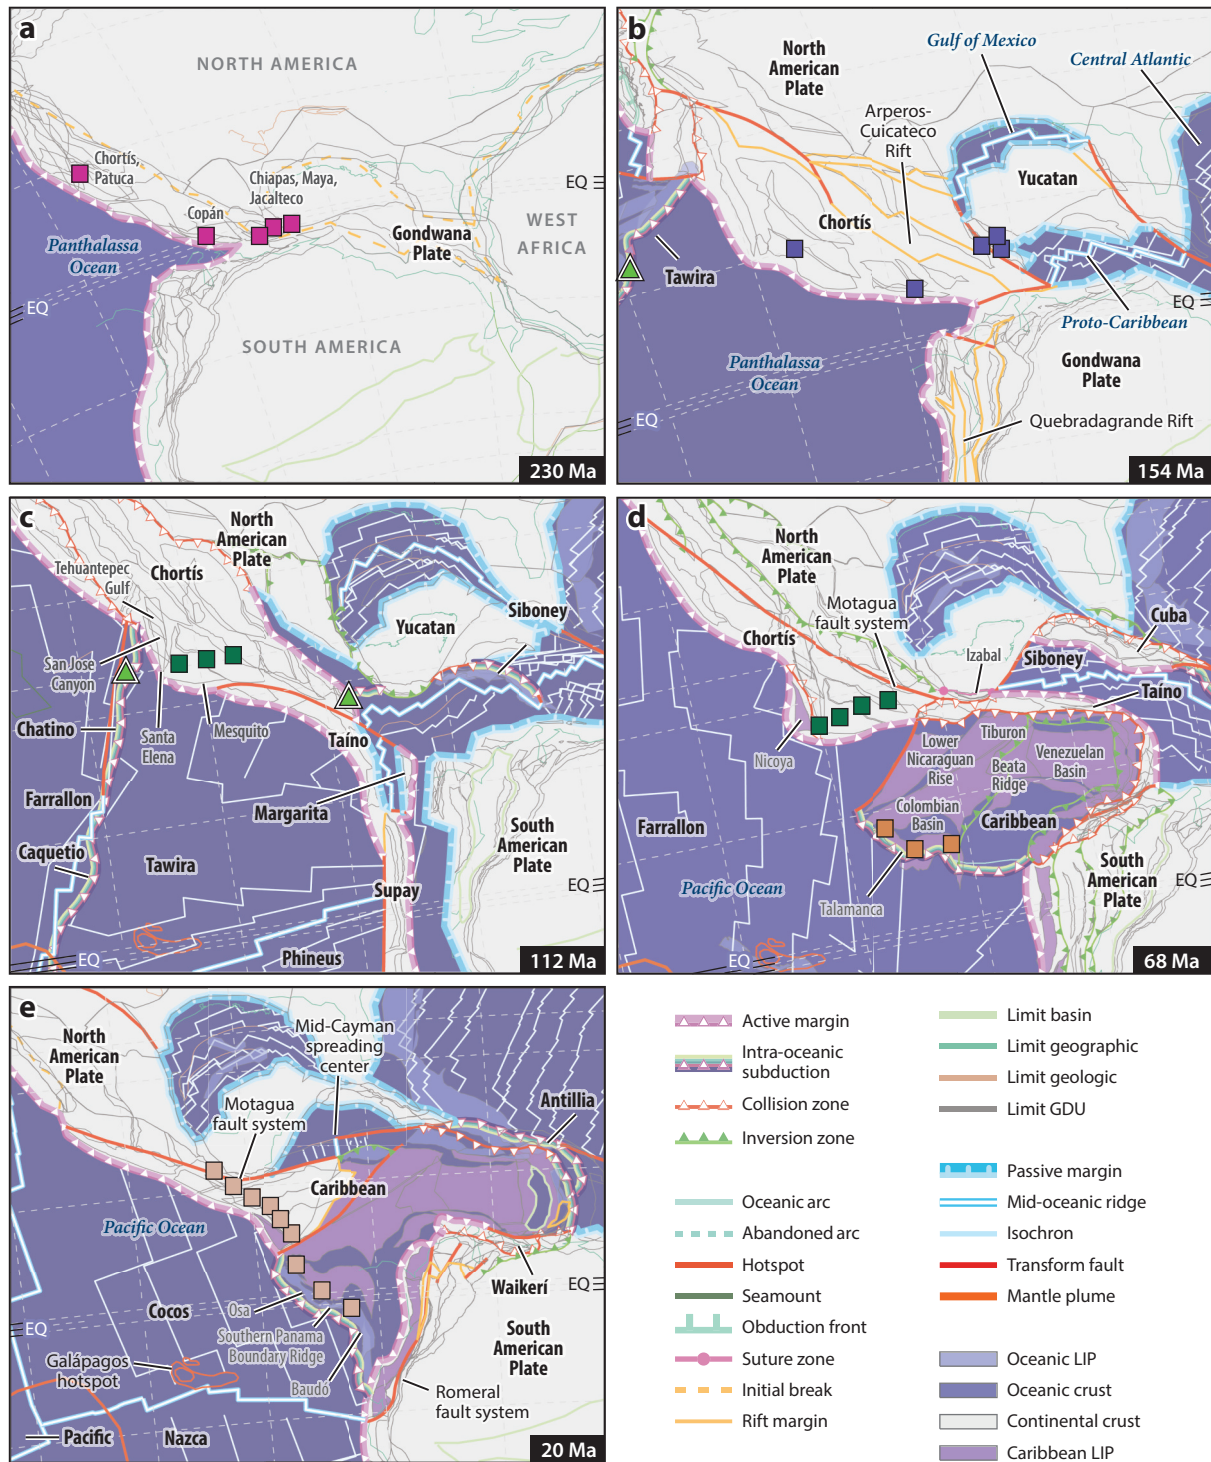 a
NORTH AMERICA
Chortís,
Patuca
Chiapas, Maya,
Jacalteco
Copán
EQ
WEST
AFRICA
Gondwana
Plate
Panthalassa
Ocean
EQ
SOUTH AMERICA
230 Ma
b
North
American
Plate
Gulf of Mexico
Central Atlantic
Arperos-
Cuicateco
Rift
Yucatan
Chortís
Tawira
EQ
Proto-Caribbean
Panthalassa
Ocean
Gondwana
Plate
EQ
Quebradagrande Rift
154 Ma
c
North
American
Plate
Tehuantepec
Gulf
Chortís
Siboney
Yucatan
San Jose
Canyon
Chatino
Santa
Elena
Mesquito
Taíno
Farrallon
Margarita
South
American
Plate
Caquetio
Tawira
Supay
EQ
EQ
Phineus
112 Ma
d
North
American
Plate
Motagua
fault system
Cuba
Chortís
Izabal
Siboney
Taíno
Nicoya
Lower
Nicaraguan
Rise
Tiburon
Beata
Ridge
Venezuelan
Basin
Colombian
Basin
Caribbean
Farrallon
South
American
Plate
Pacific Ocean
Talamanca
EQ
EQ
68 Ma
e
North
American
Plate
Mid-Cayman
spreading
center
Motagua
fault system
Antillia
Caribbean
Pacific Ocean
Waikerí
EQ
Cocos
Osa
Southern Panama
Boundary Ridge
EQ
South
American
Plate
Galápagos
hotspot
Baudó
Romeral
fault system
Pacific
Nazca
20 Ma
Active margin
Intra-oceanic
subduction
Collision zone
Inversion zone
Oceanic arc
Abandoned arc
Hotspot
Seamount
Obduction front
Suture zone
Initial break
Rift margin
Limit basin
Limit geographic
Limit geologic
Limit GDU
Passive margin
Mid-oceanic ridge
Isochron
Transform fault
Mantle plume
Oceanic LIP
Oceanic crust
Continental crust
Caribbean LIP